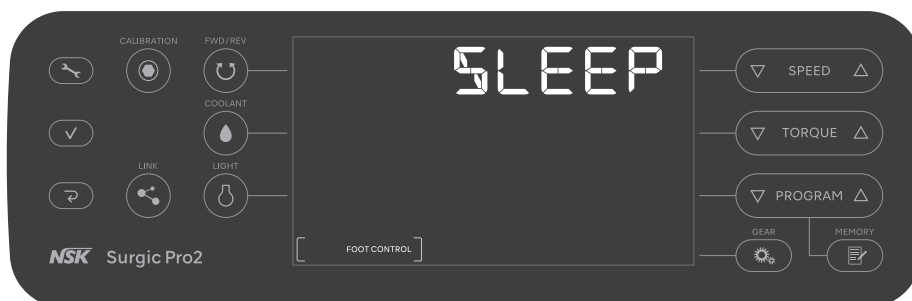 CALIBRATION FWD/REV
SLEEP
SPEED
COOLANT
TORQUE
LINK LIGHT
PROGRAM
GEAR MEMORY
FOOT CONTROL
NSK Surgic Pro2